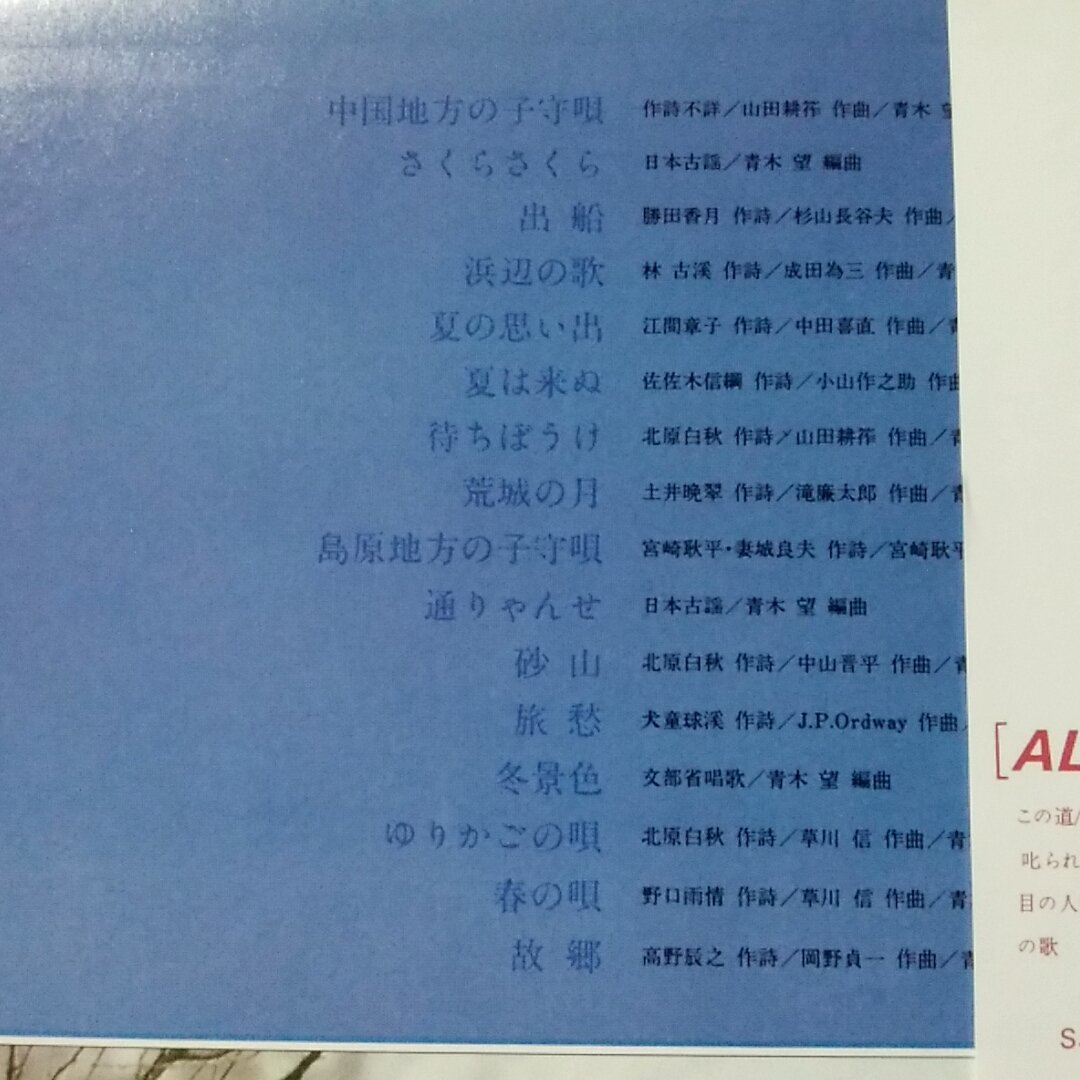 中国地方の子守唄 作詩不詳／山田耕筰 作曲／青木
さくらさくら 日本古謡／青木 望 編曲
出船 勝田香月 作詩／杉山長谷夫 作曲／
浜辺の歌 林 古溪 作詩／成田為三 作曲／青
夏の思い出 江間章子 作詩／中田喜直 作曲／
夏は来ぬ 佐佐木信綱 作詩／小山作之助 作曲
待ちぼうけ 北原白秋 作詩／山田耕筰 作曲／
荒城の月 土井晩翠 作詩／滝廉太郎 作曲／
島原地方の子守唄 宮崎耿平・妻城良夫 作詩／宮崎耿平
通りゃんせ 日本古謡／青木 望 編曲
砂山 北原白秋 作詩／中山晋平 作曲／青
旅愁 犬童球溪 作詩／J.P.Ordway 作曲
冬景色 文部省唱歌／青木 望 編曲
ゆりかごの唄 北原白秋 作詩／草川 信 作曲／青
春の唄 野口雨情 作詩／草川 信 作曲／青
故郷 高野辰之 作詩／岡野貞一 作曲／青
[AL
この道/
叱られ
目の人
の歌
S.